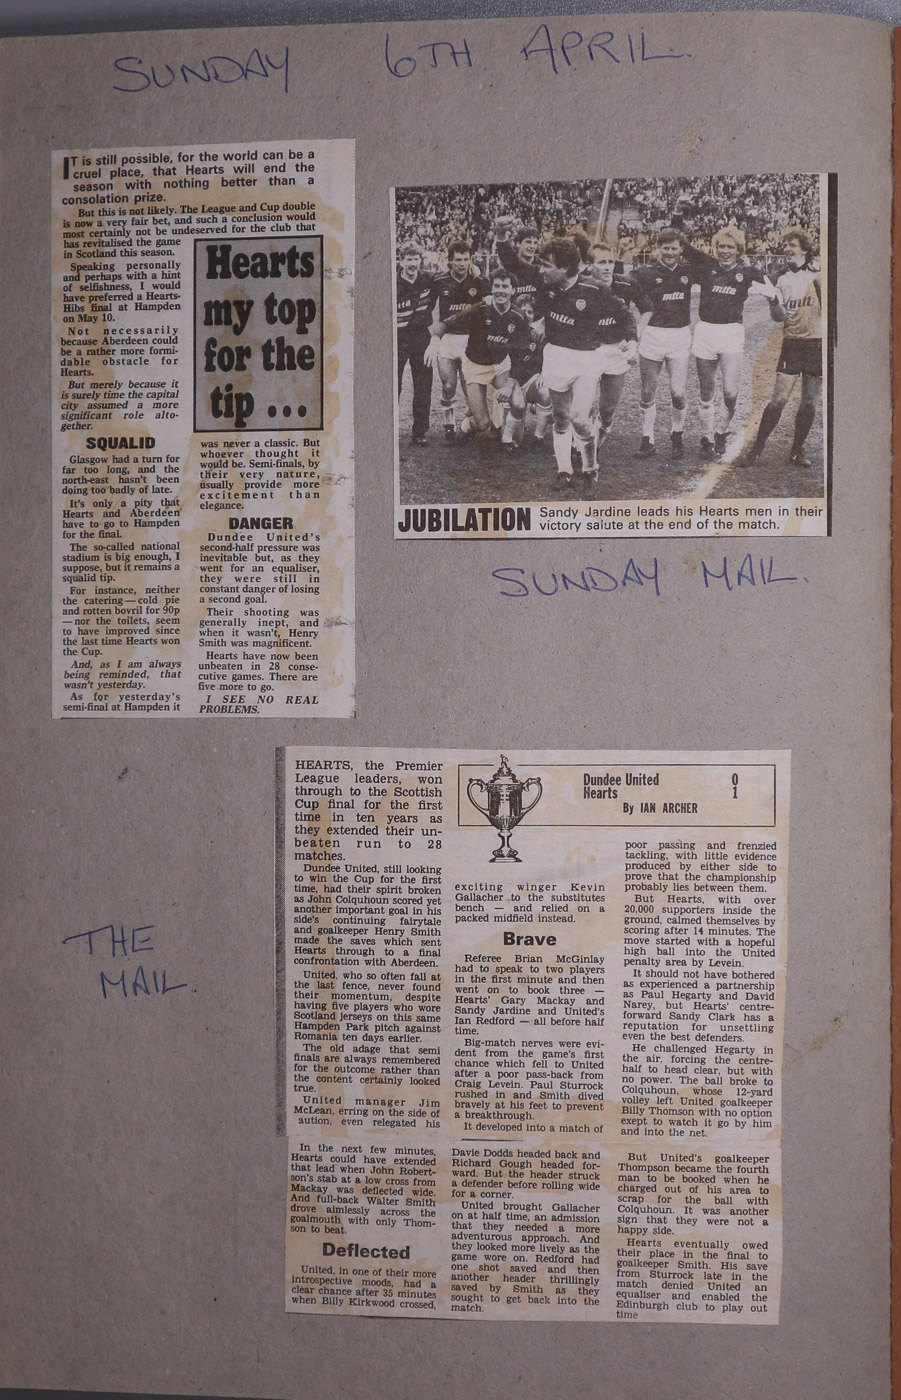 SUNDAY 6TH APRIL.
IT is still possible, for the world can be a
cruel place, that Hearts will end the
season with nothing better than a
consolation prize.
But this is not likely. The League and Cup double
is now a very fair bet, and such a conclusion would
most certainly not be undeserved for the club that
has revitalised the game
in Scotland this season.
Speaking personally
and perhaps with a hint
of selfishness, I would
have preferred a Hearts-
Hibs final at Hampden
on May 10.
Not necessarily
because Aberdeen could
be a rather more formi-
dable obstacle for
Hearts.
But merely because it
is surely time the capital
city assumed a more
significant role alto-
gether.
SQUALID
Glasgow had a turn for
far too long, and the
north-east hasn't been
doing too badly of late.
It's only a pity that
Hearts and Aberdeen
have to go to Hampden
for the final.
The so-called national
stadium is big enough, I
suppose, but it remains a
squalid tip.
For instance, neither
the catering — cold pie
and rotten bovril for 90p
— nor the toilets, seem
to have improved since
the last time Hearts won
the Cup.
And, as I am always
being reminded, that
wasn't yesterday.
As for yesterday's
semi-final at Hampden it
Hearts
my top
for the
tip ...
was never a classic. But
whoever thought it
would be. Semi-finals, by
their very nature,
usually provide more
excitement than
elegance.
DANGER
Dundee United's
second-half pressure was
inevitable but, as they
went for an equaliser,
they were still in
constant danger of losing
a second goal.
Their shooting was
generally inept, and
when it wasn't, Henry
Smith was magnificent.
Hearts have now been
unbeaten in 28 conse-
cutive games. There are
five more to go.
I SEE NO REAL
PROBLEMS.
mita
mita
mita
mita
JUBILATION Sandy Jardine leads his Hearts men in their
victory salute at the end of the match.
SUNDAY MAIL.
THE
MAIL.
HEARTS, the Premier
League leaders, won
through to the Scottish
Cup final for the first
time in ten years as
they extended their un-
beaten run to 28
matches.
Dundee United, still looking
to win the Cup for the first
time, had their spirit broken
as John Colquhoun scored yet
another important goal in his
side's continuing fairytale
and goalkeeper Henry Smith
made the saves which sent
Hearts through to a final
confrontation with Aberdeen.
United, who so often fall at
the last fence, never found
their momentum, despite
having five players who wore
Scotland jerseys on this same
Hampden Park pitch against
Romania ten days earlier.
The old adage that semi
finals are always remembered
for the outcome rather than
the content certainly looked
true.
United manager Jim
McLean, erring on the side of
aution, even relegated his
Dundee United 0
Hearts 1
By IAN ARCHER
exciting winger Kevin
Gallacher to the substitutes
bench — and relied on a
packed midfield instead.
Brave
Referee Brian McGinlay
had to speak to two players
in the first minute and then
went on to book three —
Hearts' Gary Mackay and
Sandy Jardine and United's
Ian Redford — all before half
time.
Big-match nerves were evi-
dent from the game's first
chance which fell to United
after a poor pass-back from
Craig Levein. Paul Sturrock
rushed in and Smith dived
bravely at his feet to prevent
a breakthrough.
It developed into a match of
poor passing and frenzied
tackling, with little evidence
produced by either side to
prove that the championship
probably lies between them.
But Hearts, with over
20,000 supporters inside the
ground, calmed themselves by
scoring after 14 minutes. The
move started with a hopeful
high ball into the United
penalty area by Levein.
It should not have bothered
as experienced a partnership
as Paul Hegarty and David
Narey, but Hearts' centre-
forward Sandy Clark has a
reputation for unsettling
even the best defenders.
He challenged Hegarty in
the air, forcing the centre-
half to head clear, but with
no power. The ball broke to
Colquhoun, whose 12-yard
volley left United goalkeeper
Billy Thomson with no option
exept to watch it go by him
and into the net.
In the next few minutes,
Hearts could have extended
that lead when John Robert-
son's stab at a low cross from
Mackay was deflected wide.
And full-back Walter Smith
drove aimlessly across the
goalmouth with only Thom-
son to beat.
Deflected
United, in one of their more
introspective moods, had a
clear chance after 35 minutes
when Billy Kirkwood crossed,
Davie Dodds headed back and
Richard Gough headed for-
ward. But the header struck
a defender before rolling wide
for a corner.
United brought Gallacher
on at half time, an admission
that they needed a more
adventurous approach. And
they looked more lively as the
game wore on. Redford had
one shot saved and then
another header thrillingly
saved by Smith as they
sought to get back into the
match.
But United's goalkeeper
Thompson became the fourth
man to be booked when he
charged out of his area to
scrap for the ball with
Colquhoun. It was another
sign that they were not a
happy side.
Hearts eventually owed
their place in the final to
goalkeeper Smith. His save
from Sturrock late in the
match denied United an
equaliser and enabled the
Edinburgh club to play out
time